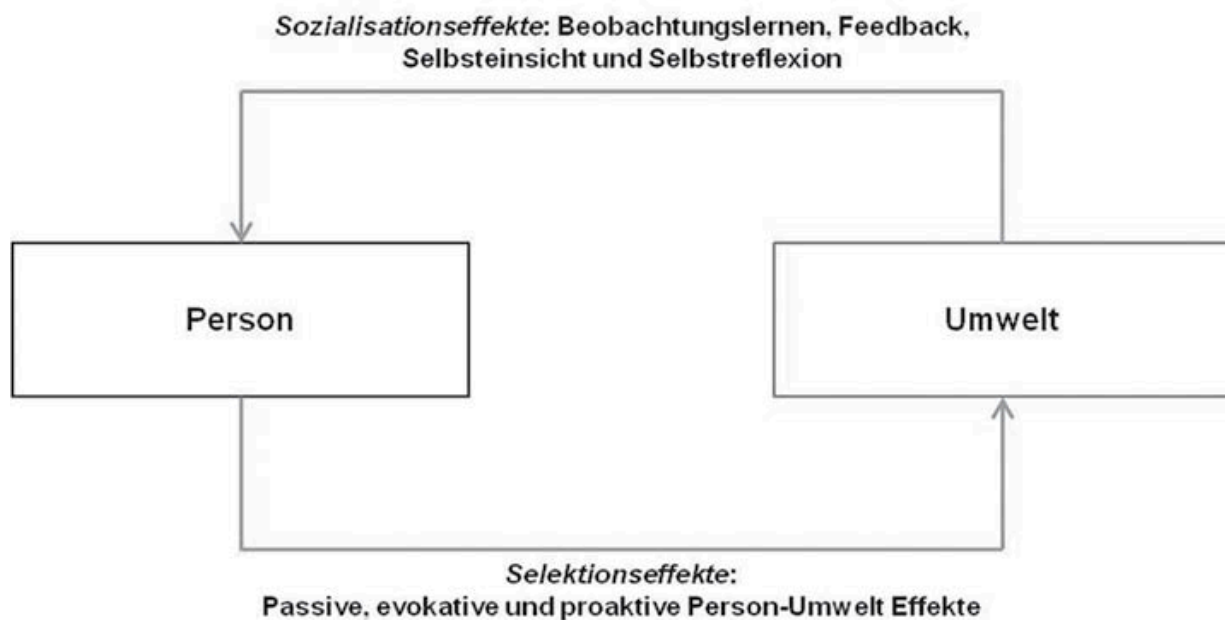 Sozialisationseffekte: Beobachtungslernen, Feedback,
Selbsteinsicht und Selbstreflexion
Person
Umwelt
Selektionseffekte:
Passive, evokative und proaktive Person-Umwelt Effekte